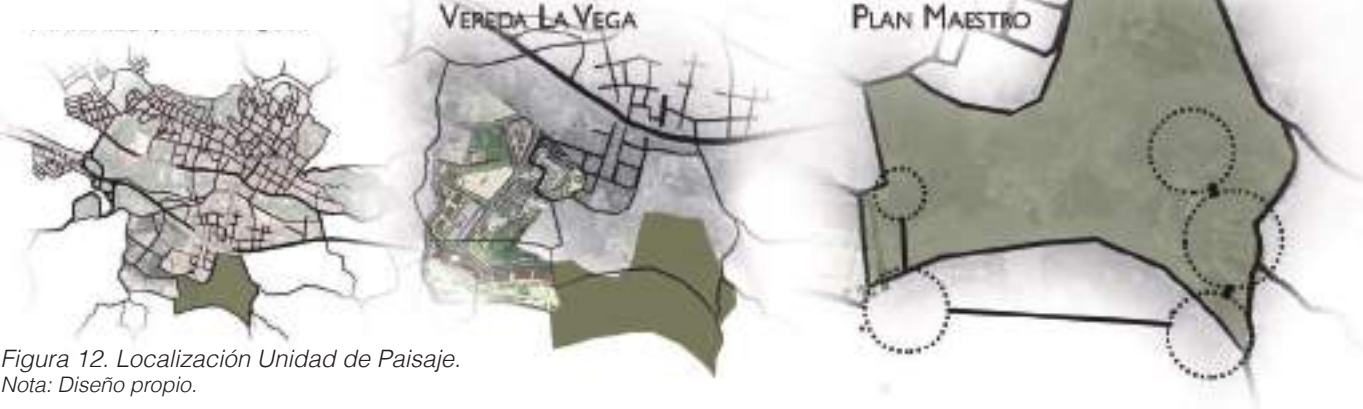 VEREDA LA VEGA
PLAN MAESTRO
Figura 12. Localización Unidad de Paisaje.
Nota: Diseño propio.